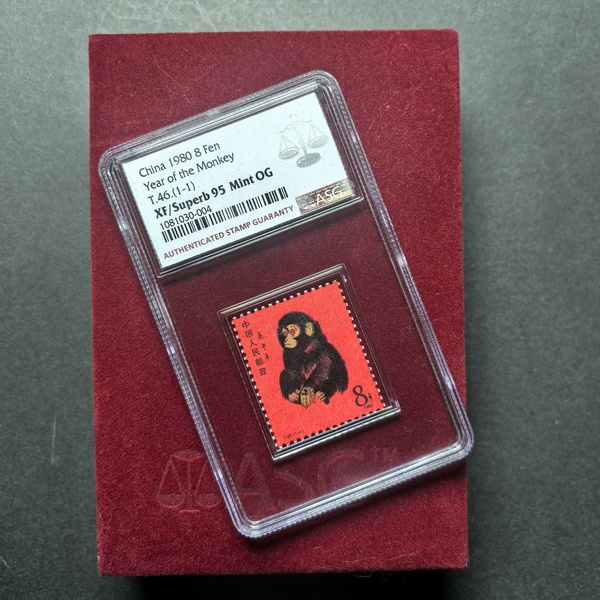 China 1980 8 Fen
Year of the Monkey
T.46.(1-1)
XF/Superb 95 Mint OG
1081030-004
ASG
AUTHENTICATED STAMP GUARANTY
中国人民邮政
庚申年
8分
ASG